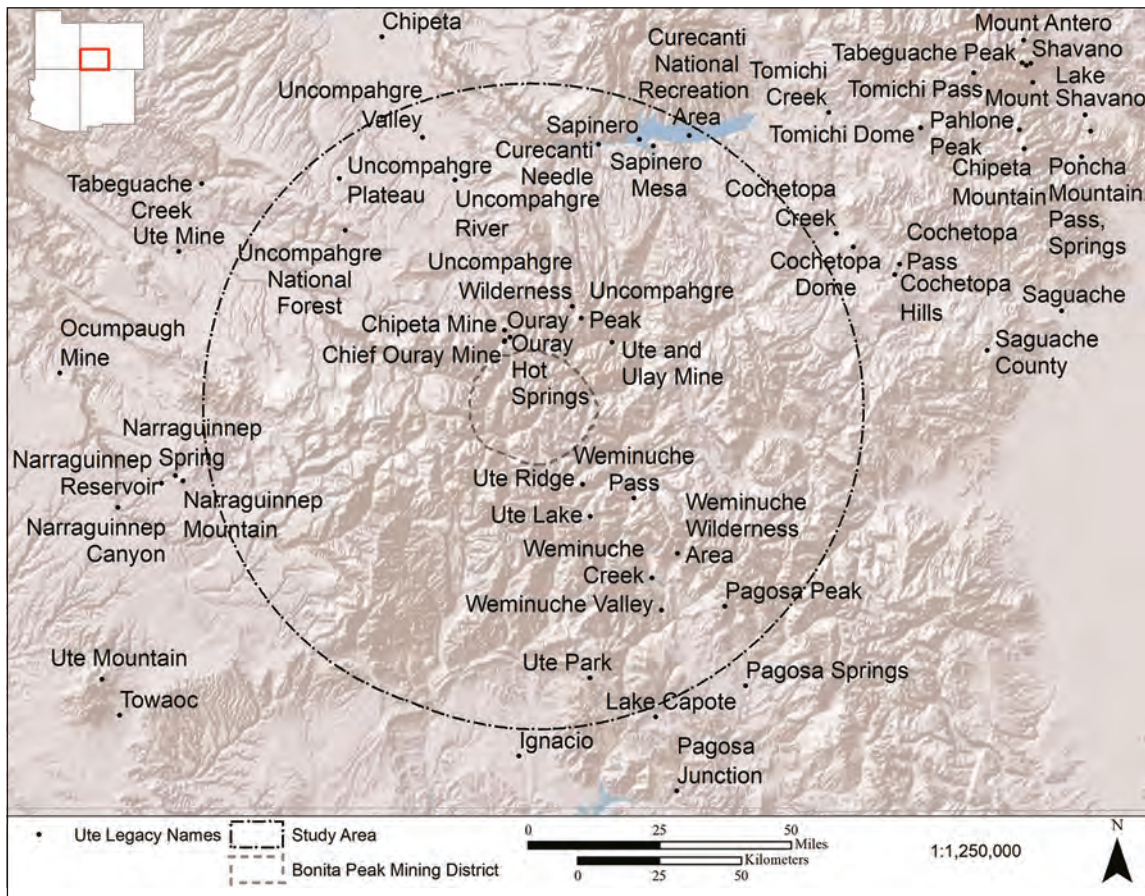 Chipeta
Mount Antero
Tabeguache Peak
Shavano
Lake
Curecanti
National
Recreation
Area
Tomichi
Creek
Tomichi Pass
Mount Shavano
Uncompahgre
Valley
Sapinero
Tomichi Dome
Pahlone
Peak
Curecanti
Needle
Sapinero
Mesa
Chipeta
Mountain
Poncha
Mountain
Pass,
Springs
Tabeguache
Creek
Uncompahgre
Plateau
Uncompahgre
River
Cochetopa
Creek
Ute Mine
Uncompahgre
National
Forest
Uncompahgre
Wilderness
Cochetopa
Dome
Cochetopa
Pass
Cochetopa
Hills
Saguache
Uncompahgre
Peak
Chipeta Mine
Ouray
Chief Ouray Mine
Ouray
Hot
Springs
Ute and
Ulay Mine
Saguache
County
Ocumpaugh
Mine
Narraguinnep
Spring
Narraguinnep
Reservoir
Narraguinnep
Mountain
Narraguinnep
Canyon
Ute Ridge
Weminuche
Pass
Ute Lake
Weminuche
Wilderness
Area
Weminuche
Creek
Weminuche Valley
Pagosa Peak
Ute Mountain
Towaoc
Ute Park
Pagosa Springs
Lake Capote
Ignacio
Pagosa
Junction
Ute Legacy Names
Study Area
Bonita Peak Mining District
0 25 50
Miles
Kilometers
0 25 50
1:1,250,000
N